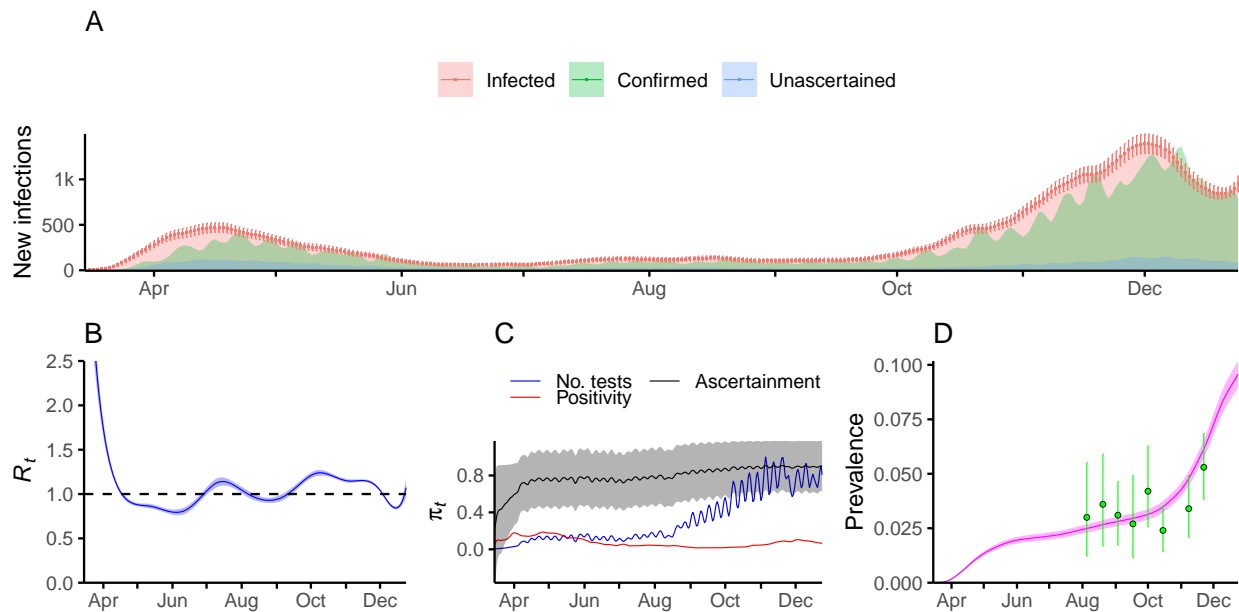 A
Infected Confirmed Unascertained
New infections
1k
500
0
Apr Jun Aug Oct Dec
B
R_t
2.5
2.0
1.5
1.0
0.5
0.0
Apr Jun Aug Oct Dec
C
No. tests Ascertainment
Positivity
π_t
0.8
0.4
0.0
Apr Jun Aug Oct Dec
D
Prevalence
0.100
0.075
0.050
0.025
0.000
Apr Jun Aug Oct Dec